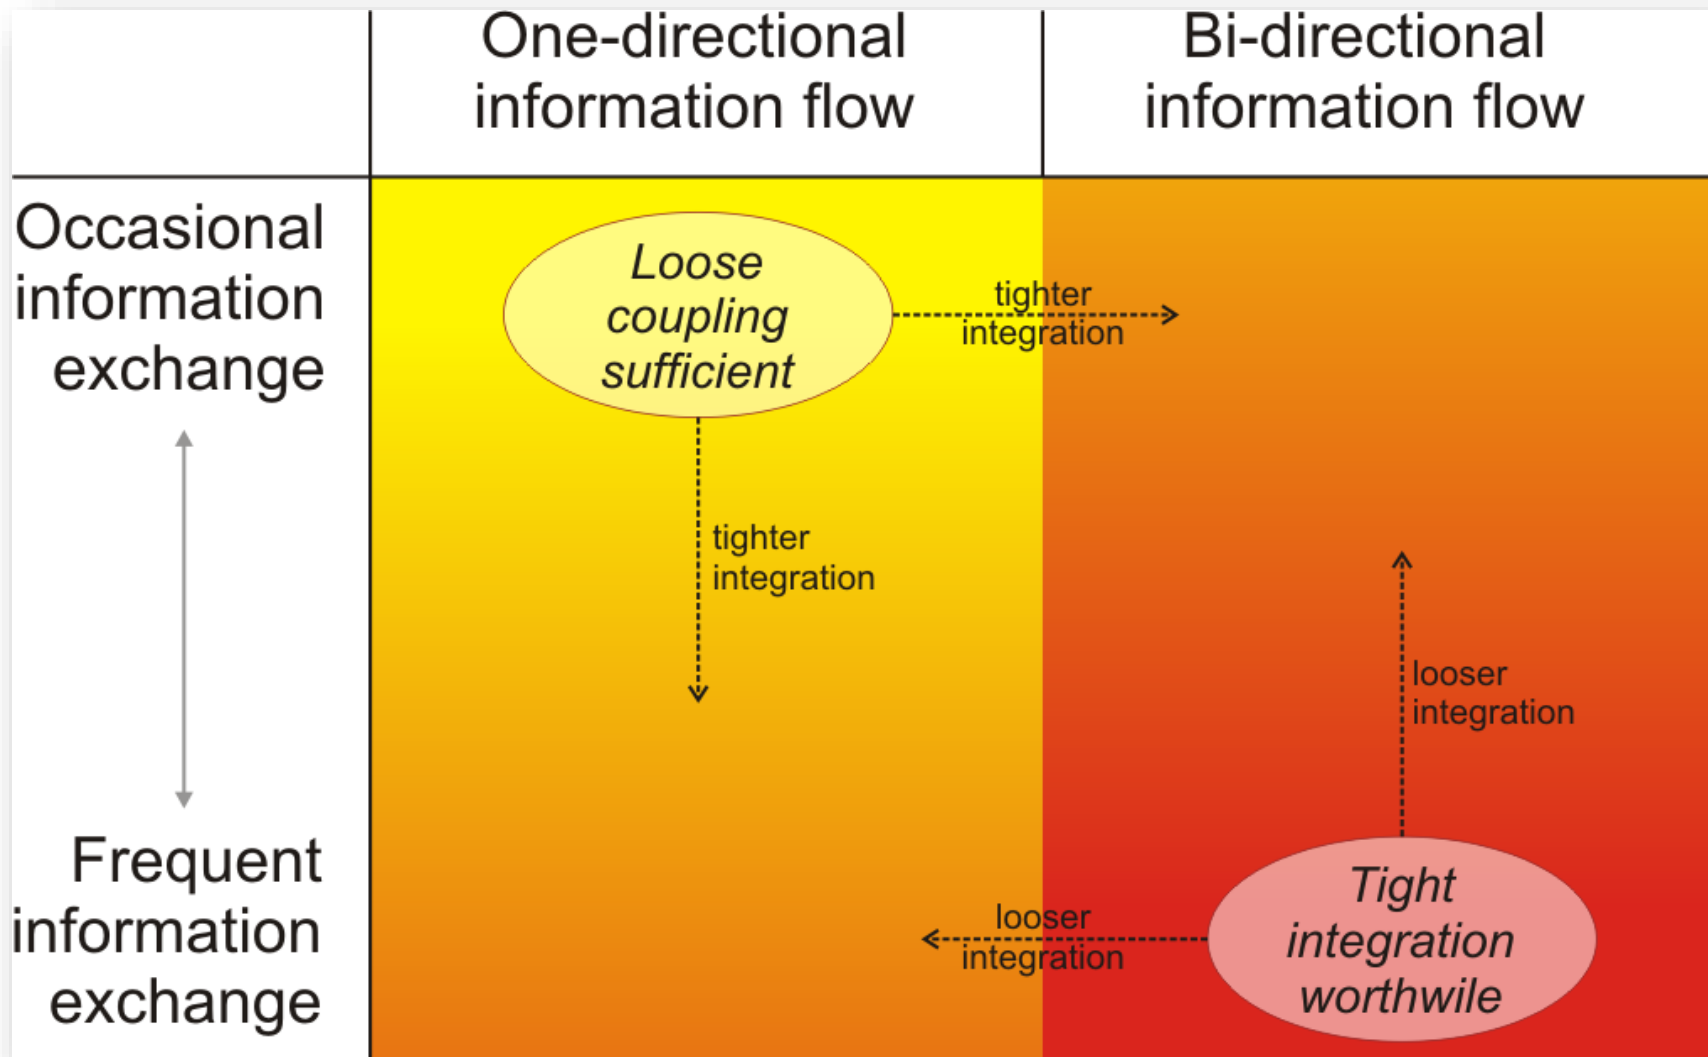 One-directional
information flow
Bi-directional
information flow
Occasional
information
exchange
Loose
coupling
sufficient
tighter
integration
tighter
integration
looser
integration
Frequent
information
exchange
looser
integration
Tight
integration
worthwile